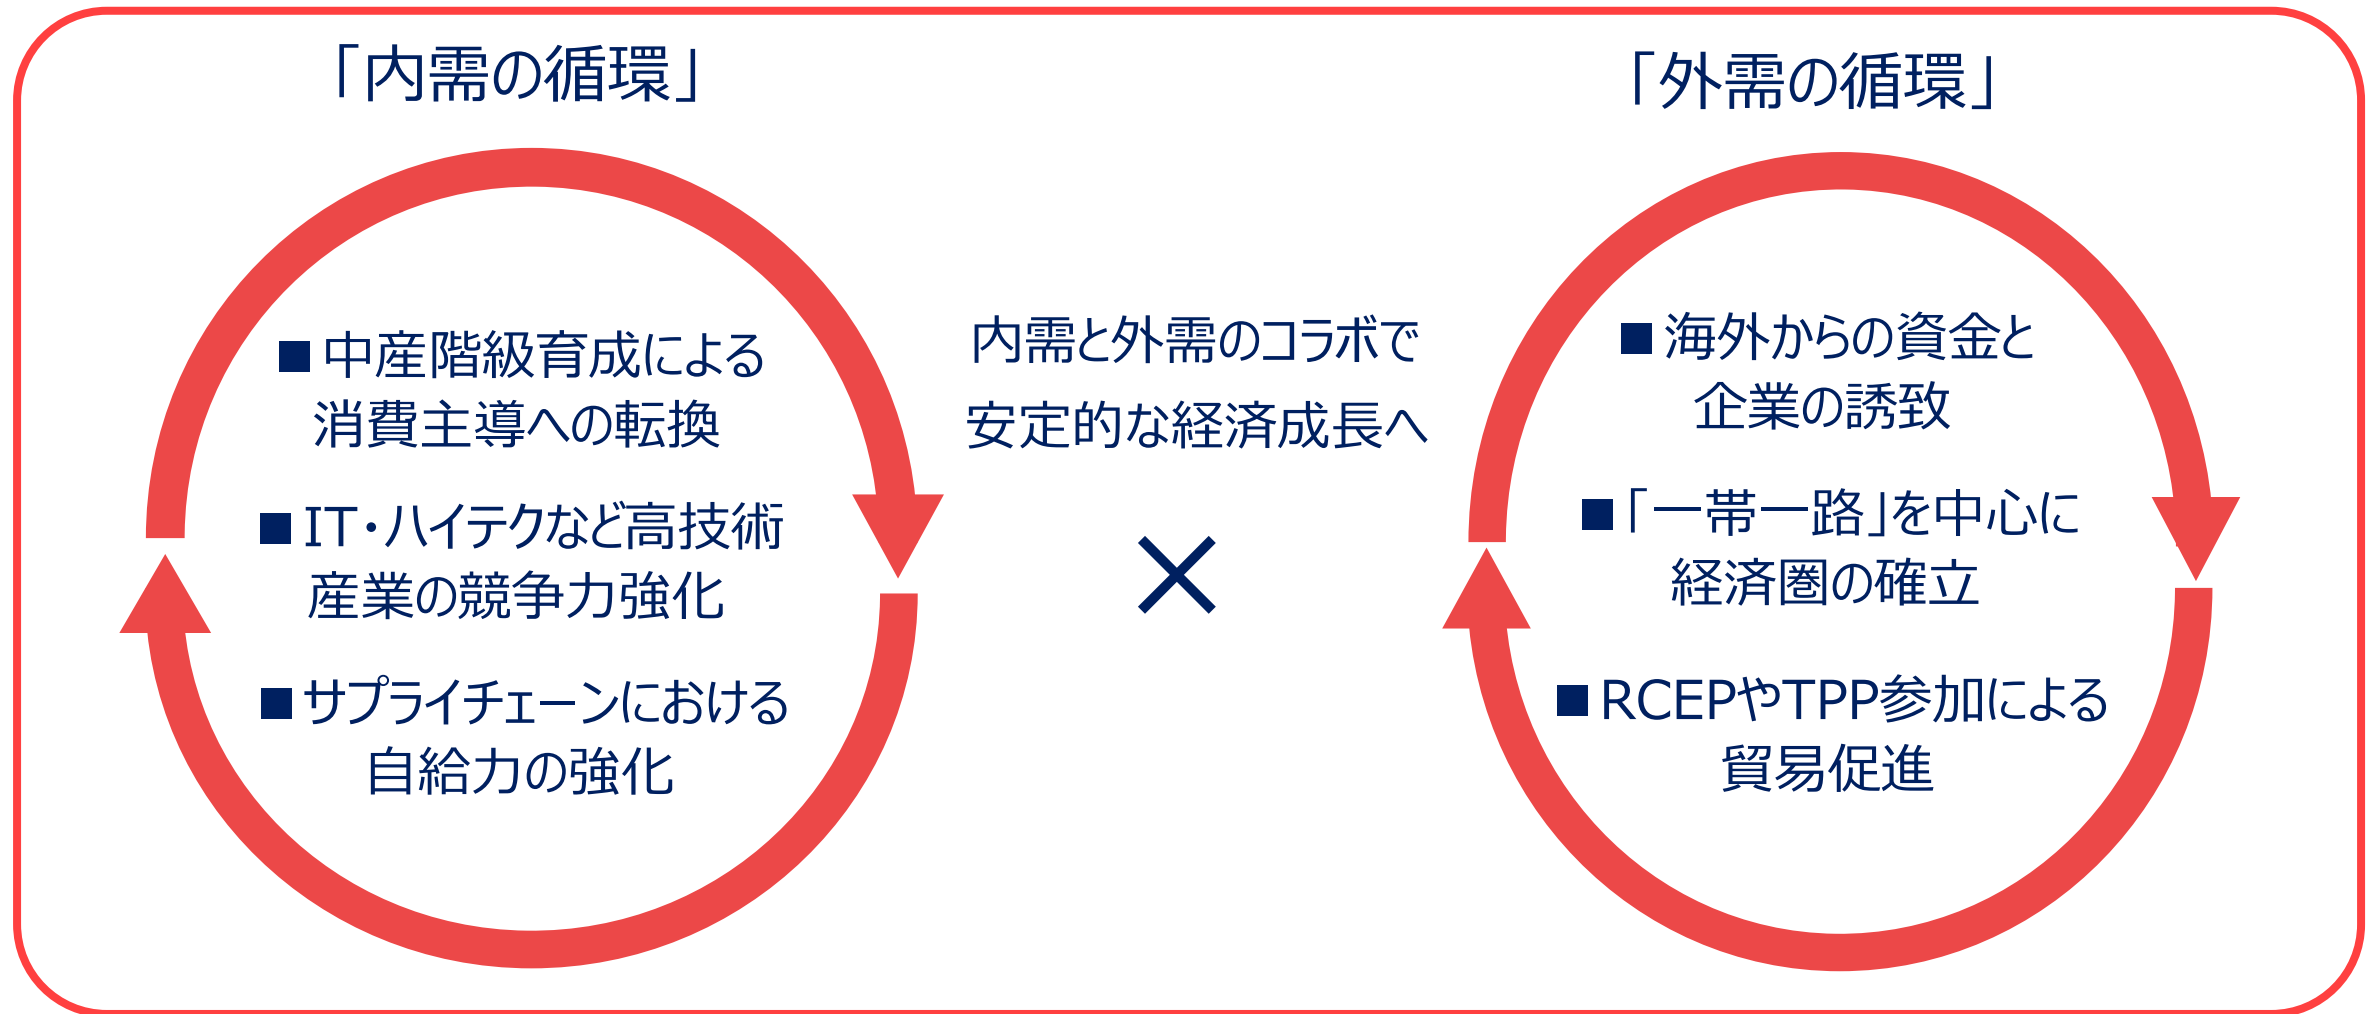 「内需の循環」
■中産階級育成による
消費主導への転換
■IT・ハイテクなど高技術
産業の競争力強化
■サプライチェーンにおける
自給力の強化
内需と外需のコラボで
安定的な経済成長へ
×
「外需の循環」
■海外からの資金と
企業の誘致
■「一帯一路」を中心に
経済圏の確立
■RCEPやTPP参加による
貿易促進